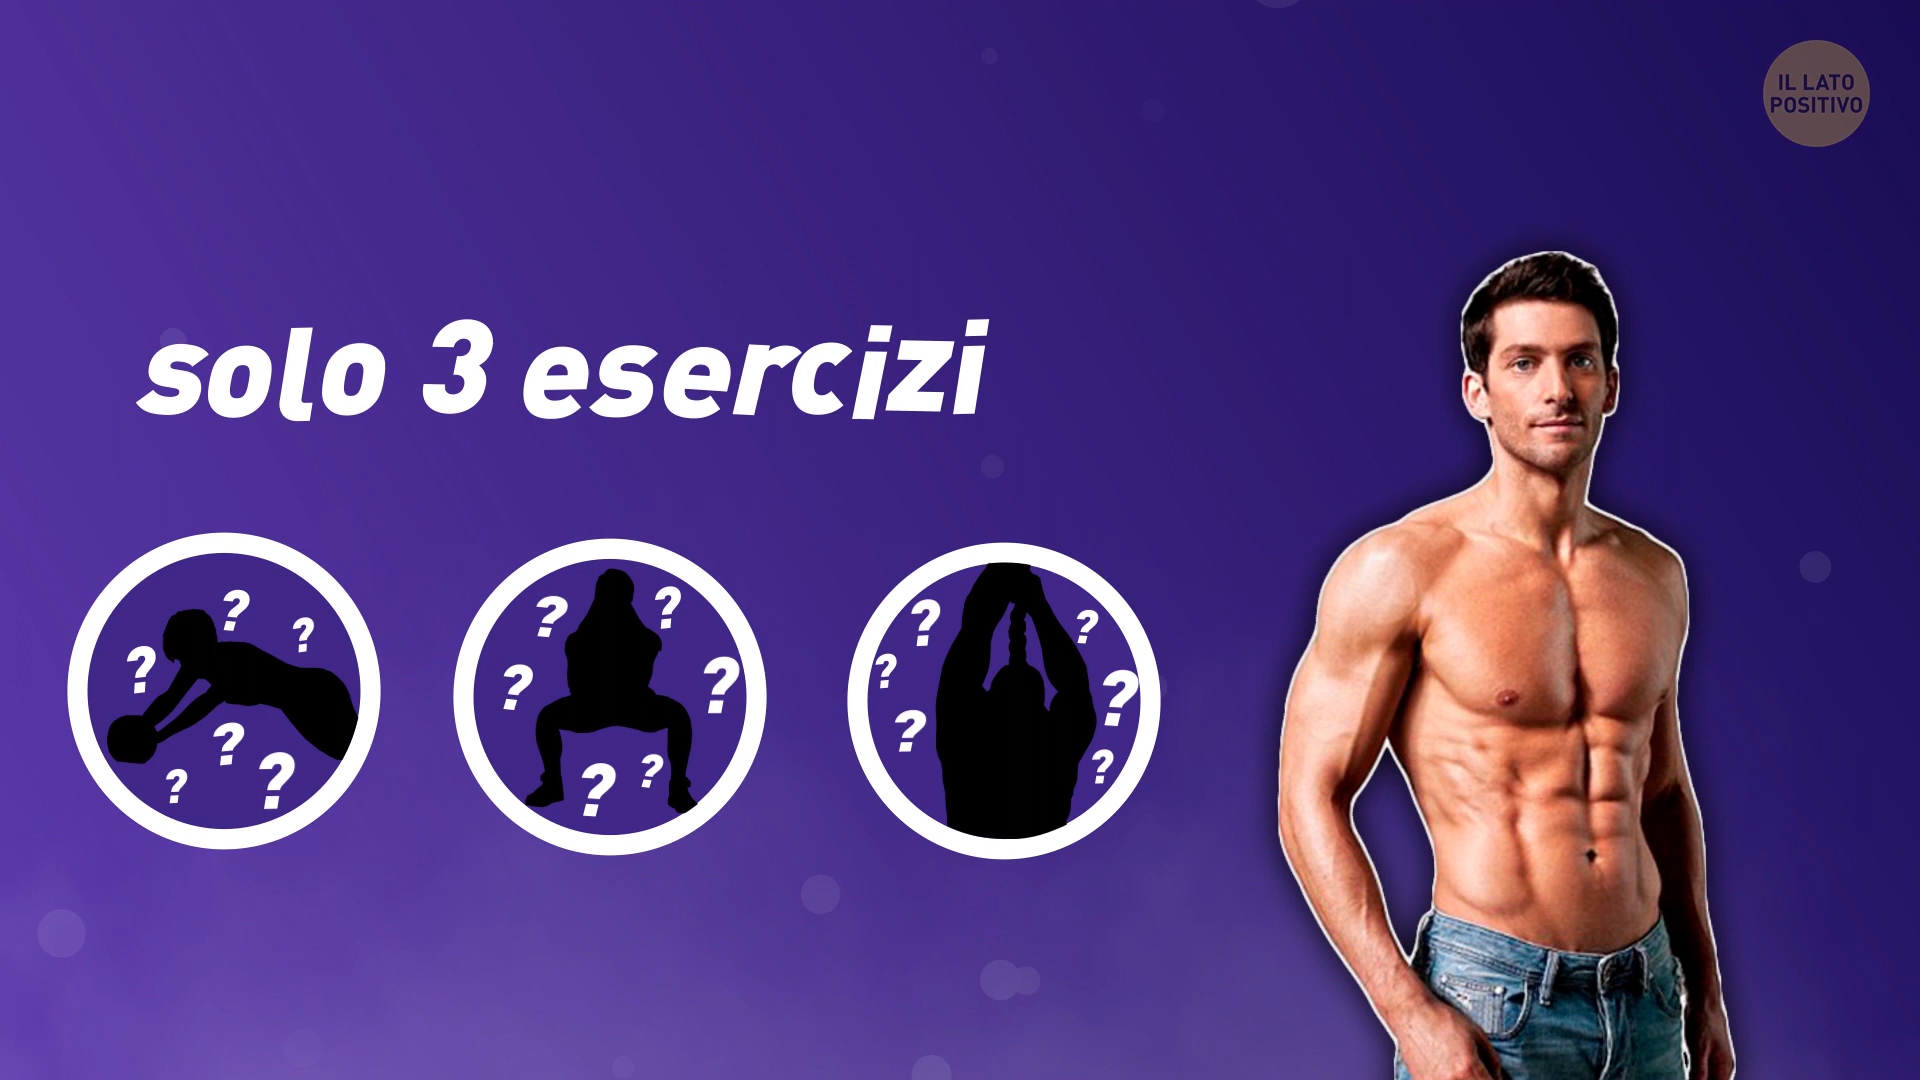 IL LATO
POSITIVO
solo 3 esercizi
? ? ? ? ? ? ?
? ? ? ? ? ?
? ? ? ? ? ?